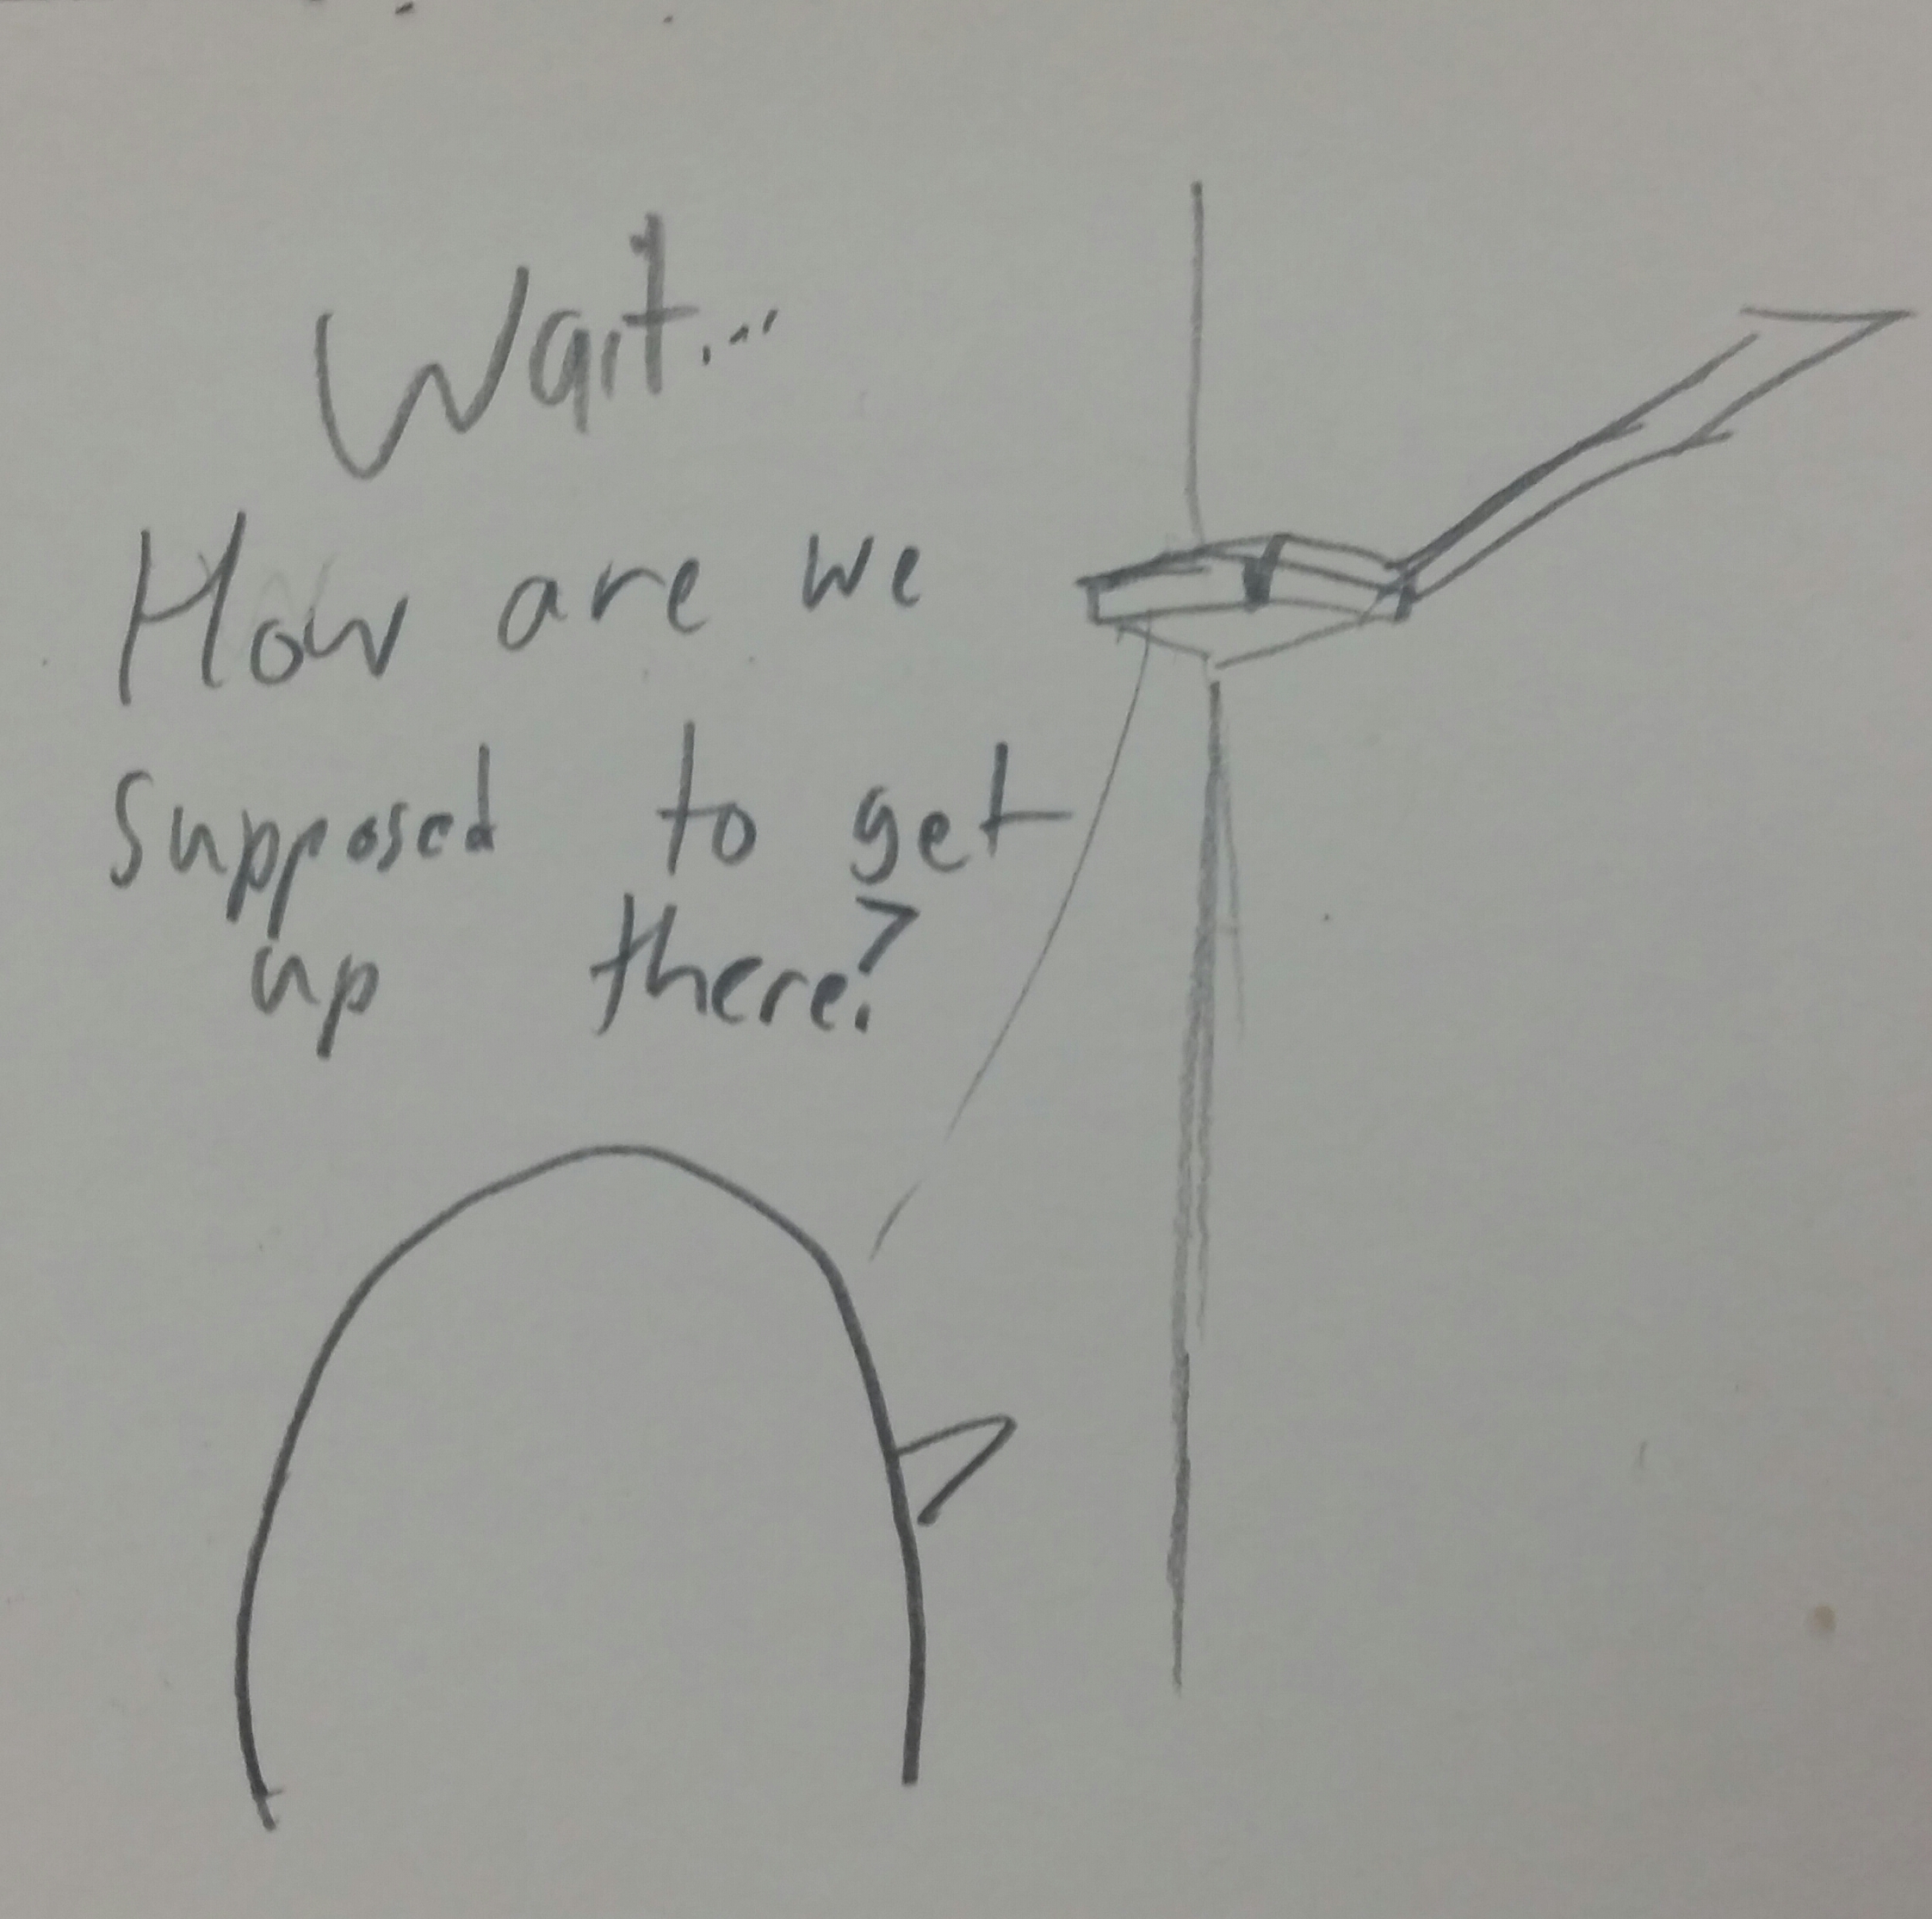 Wait...
How are we
supposed to get
up there?